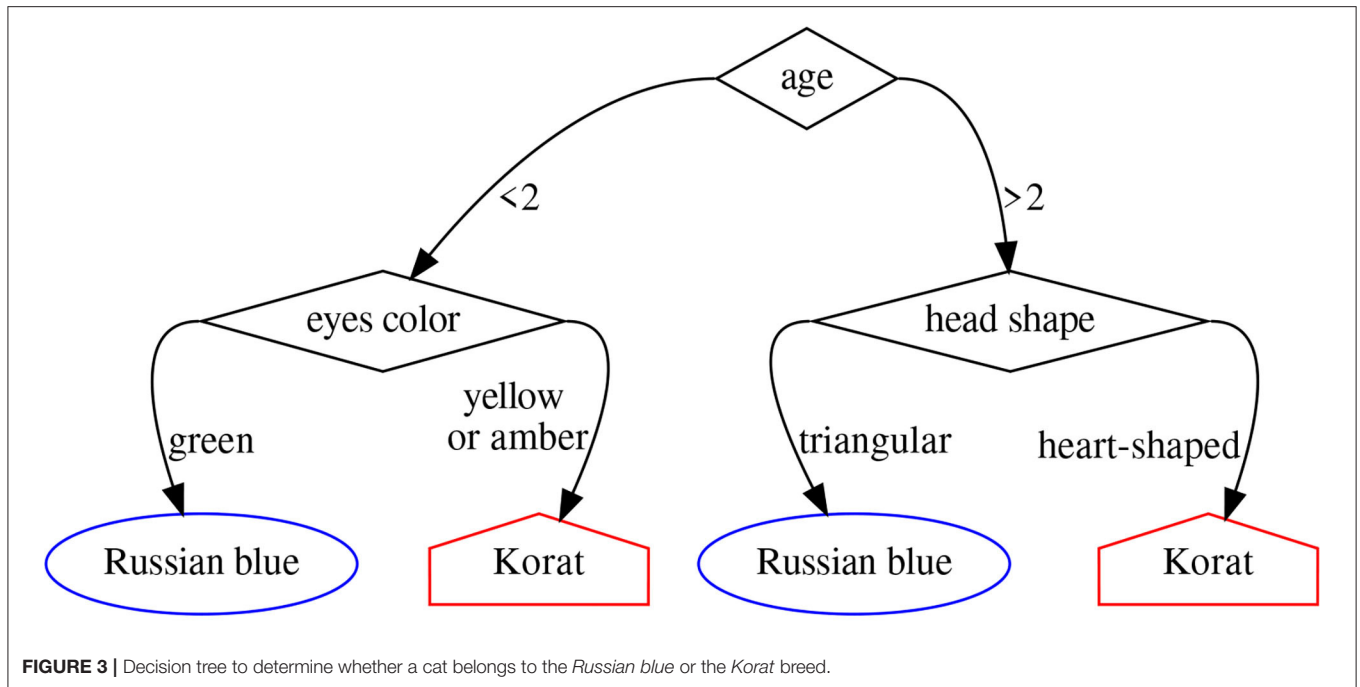 age
<2
>2
eyes color
head shape
green
yellow
or amber
triangular
heart-shaped
Russian blue
Korat
Russian blue
Korat
FIGURE 3 | Decision tree to determine whether a cat belongs to the Russian blue or the Korat breed.